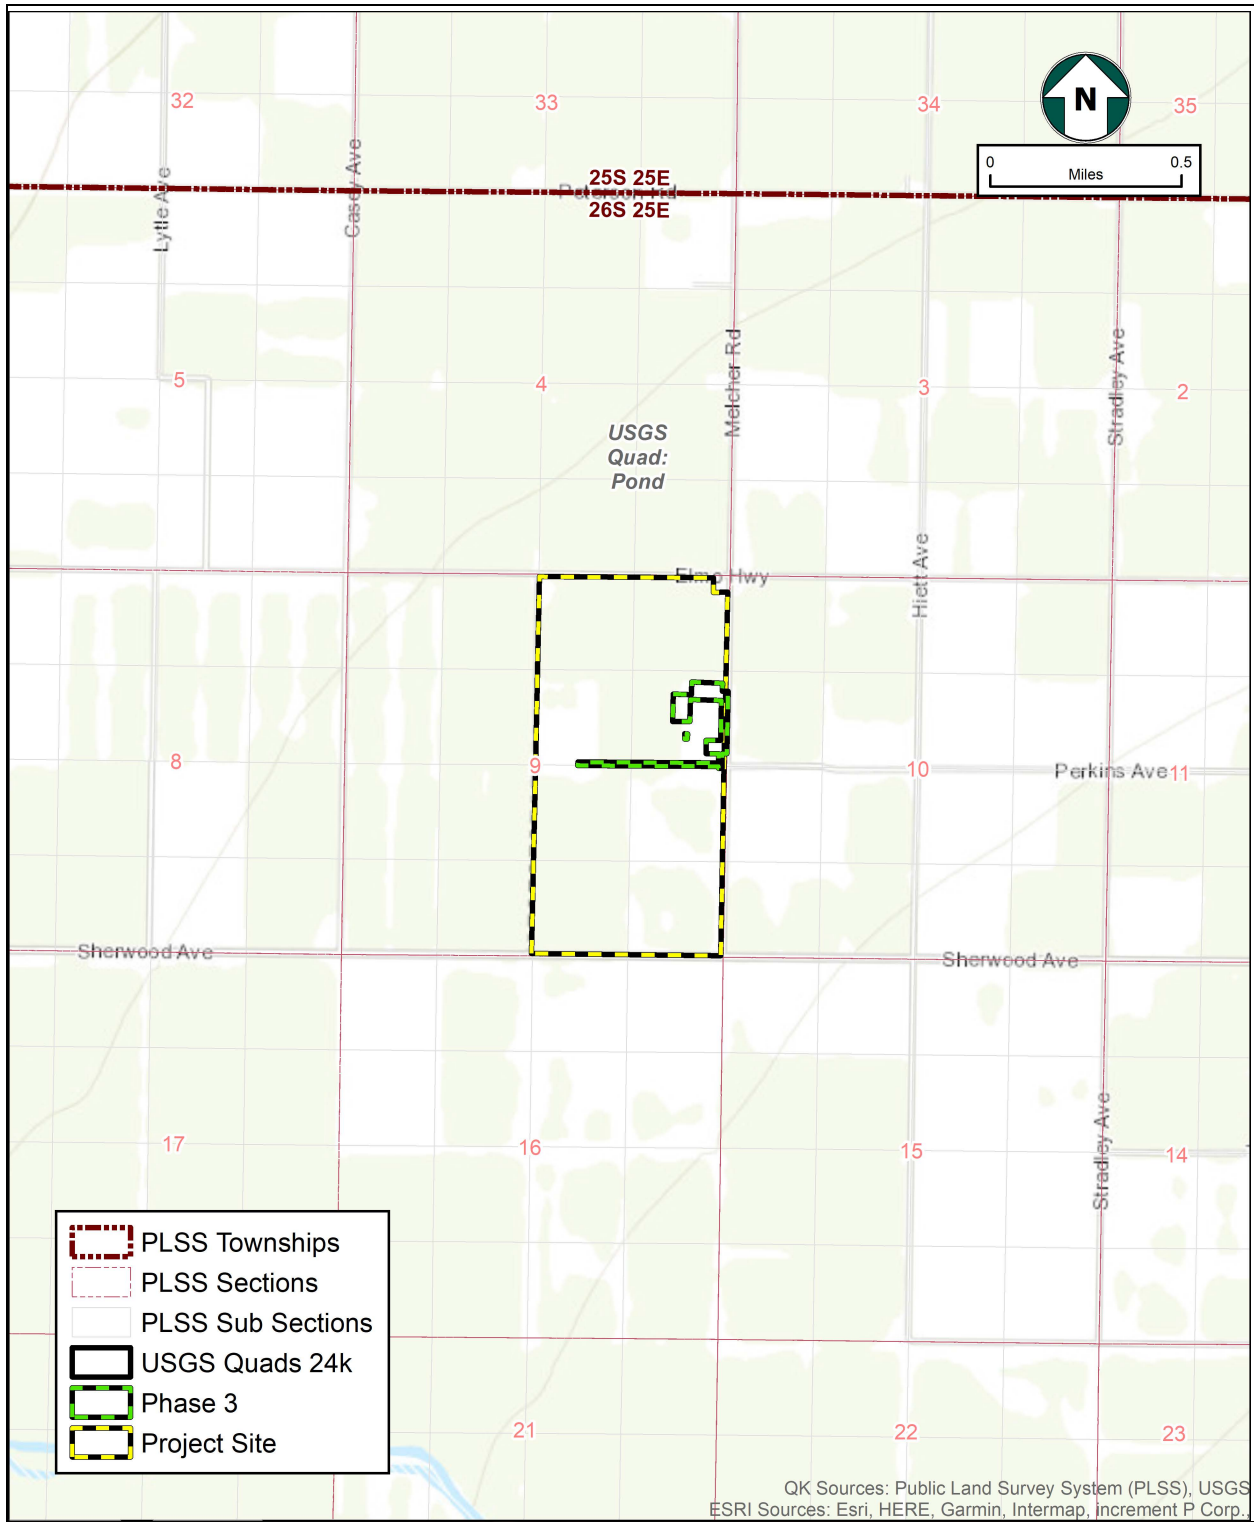 32
33
34
35
N
0 0.5
Miles
Lytle Ave
Casey Ave
25S 25E
Peterson Rd
26S 25E
5
4
3
2
Melcher Rd
Stradley Ave
USGS
Quad:
Pond
Hiett Ave
Elmo Hwy
8
9
10
Perkins Ave
11
Sherwood Ave
Sherwood Ave
17
16
15
14
Stradley Ave
PLSS Townships
PLSS Sections
PLSS Sub Sections
USGS Quads 24k
Phase 3
Project Site
21
22
23
QK Sources: Public Land Survey System (PLSS), USGS
ESRI Sources: Esri, HERE, Garmin, Intermap, increment P Corp.,